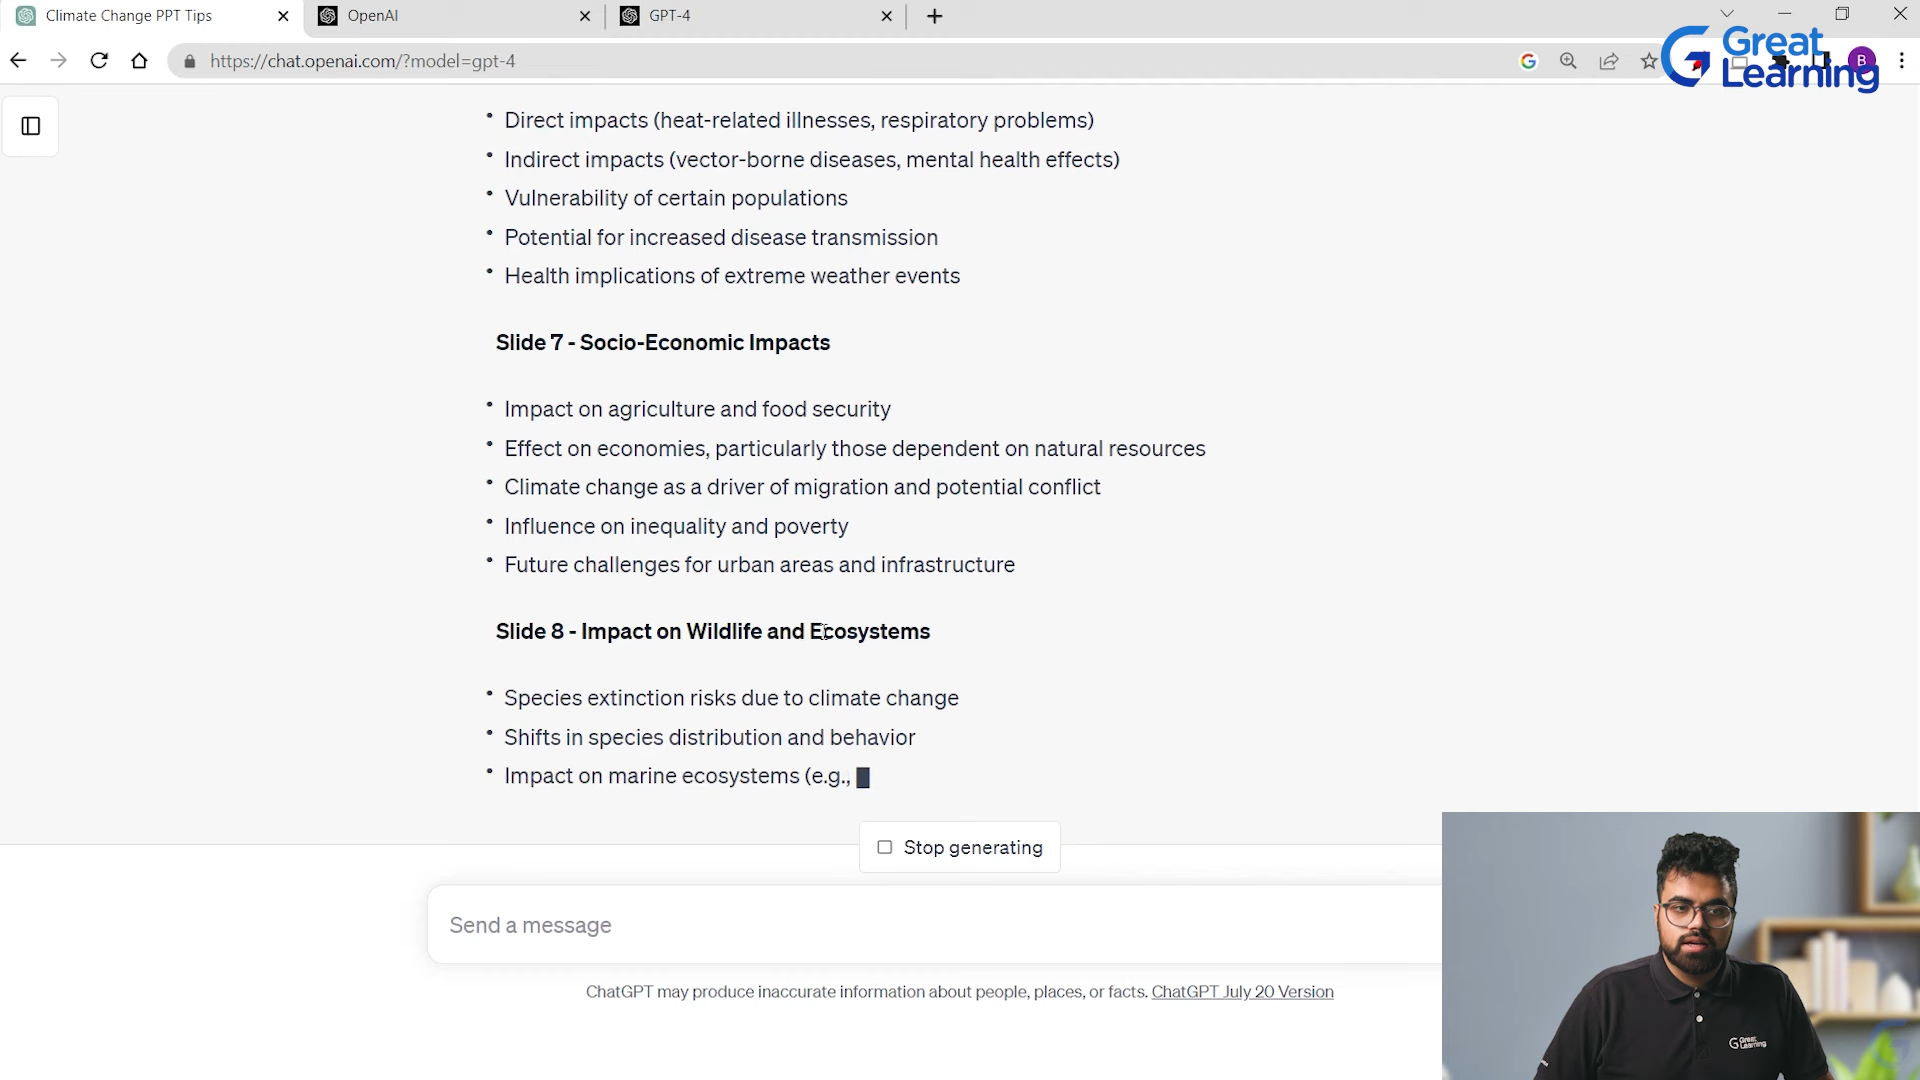 Climate Change PPT Tips
OpenAI
GPT-4
https://chat.openai.com/?model=gpt-4
B
Great
Learning
Direct impacts (heat-related illnesses, respiratory problems)
Indirect impacts (vector-borne diseases, mental health effects)
Vulnerability of certain populations
Potential for increased disease transmission
Health implications of extreme weather events
Slide 7 - Socio-Economic Impacts
Impact on agriculture and food security
Effect on economies, particularly those dependent on natural resources
Climate change as a driver of migration and potential conflict
Influence on inequality and poverty
Future challenges for urban areas and infrastructure
Slide 8 - Impact on Wildlife and Ecosystems
Species extinction risks due to climate change
Shifts in species distribution and behavior
Impact on marine ecosystems (e.g.,
Stop generating
Send a message
ChatGPT may produce inaccurate information about people, places, or facts. ChatGPT July 20 Version
Great
Learning